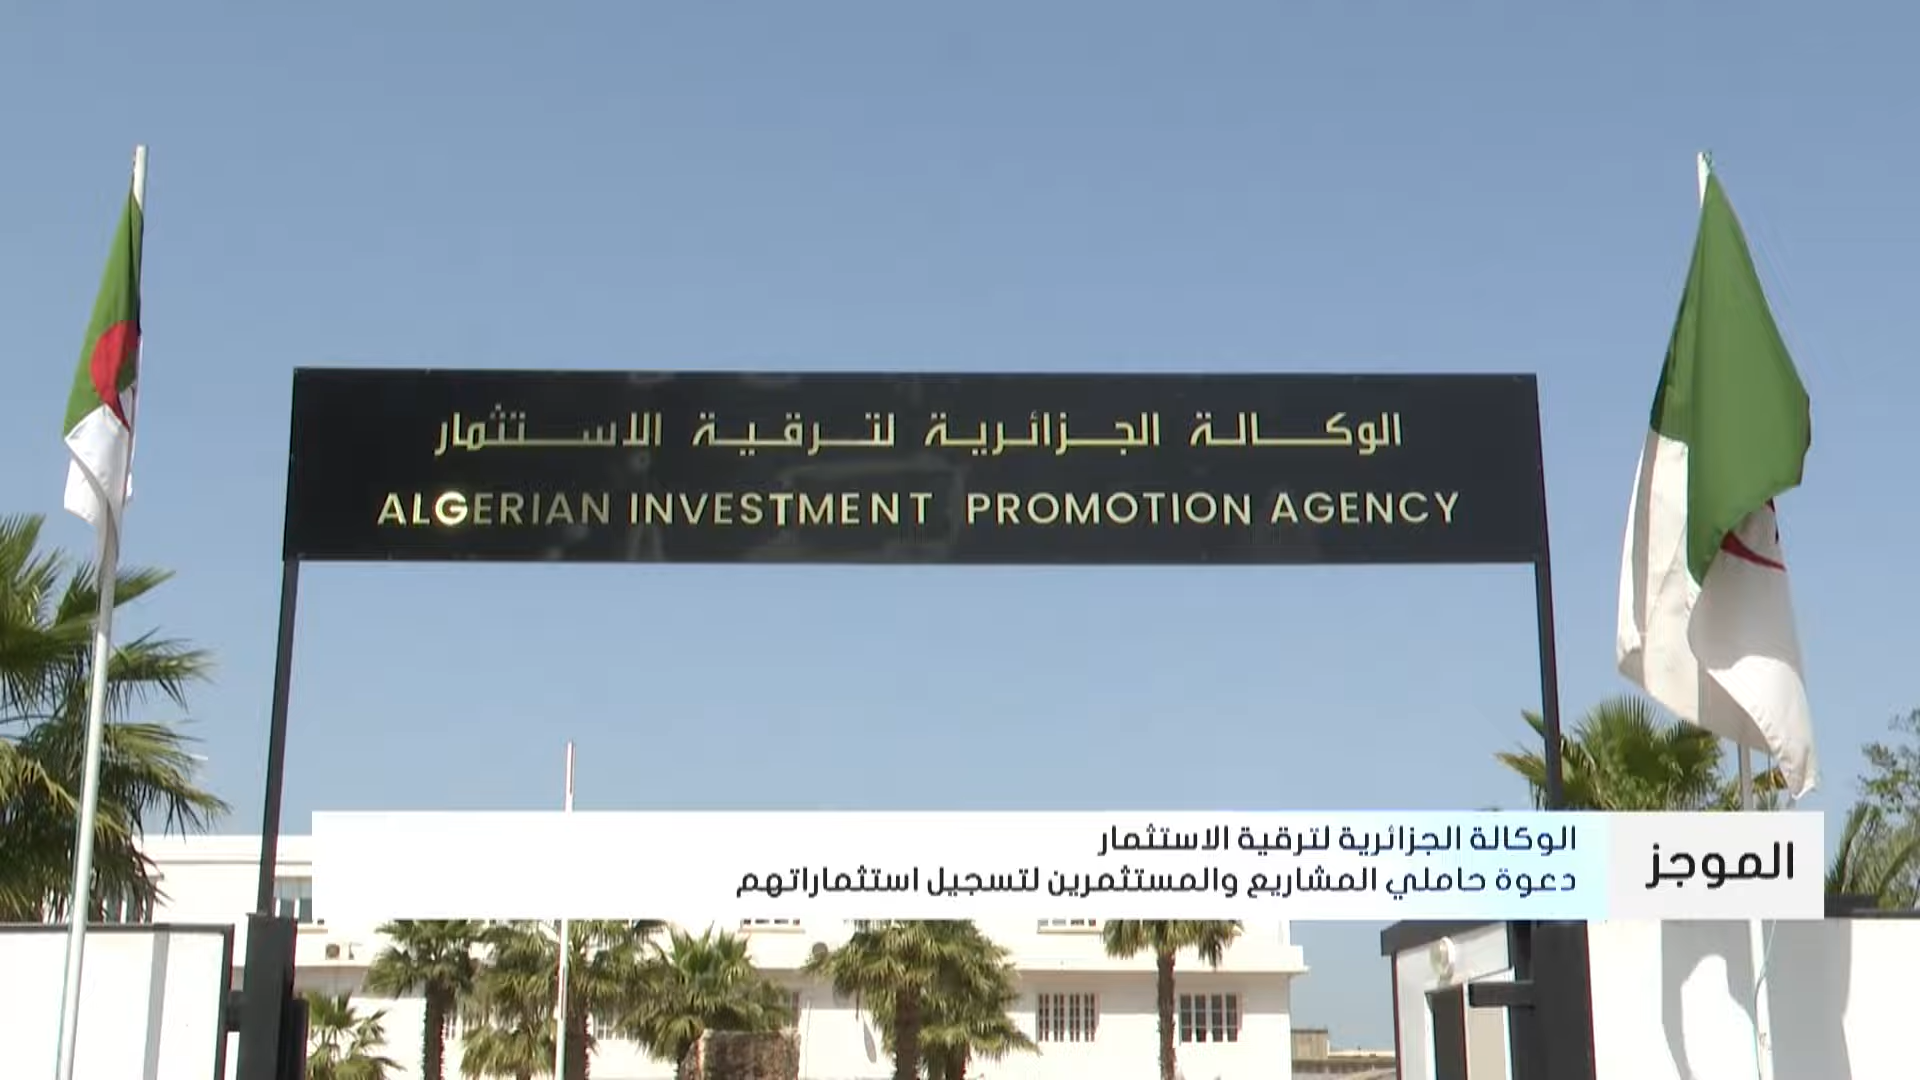 الوكالة الجزائرية لترقية الاستثمار
ALGERIAN INVESTMENT PROMOTION AGENCY
الموجز
الوكالة الجزائرية لترقية الاستثمار
دعوة حاملي المشاريع والمستثمرين لتسجيل استثماراتهم